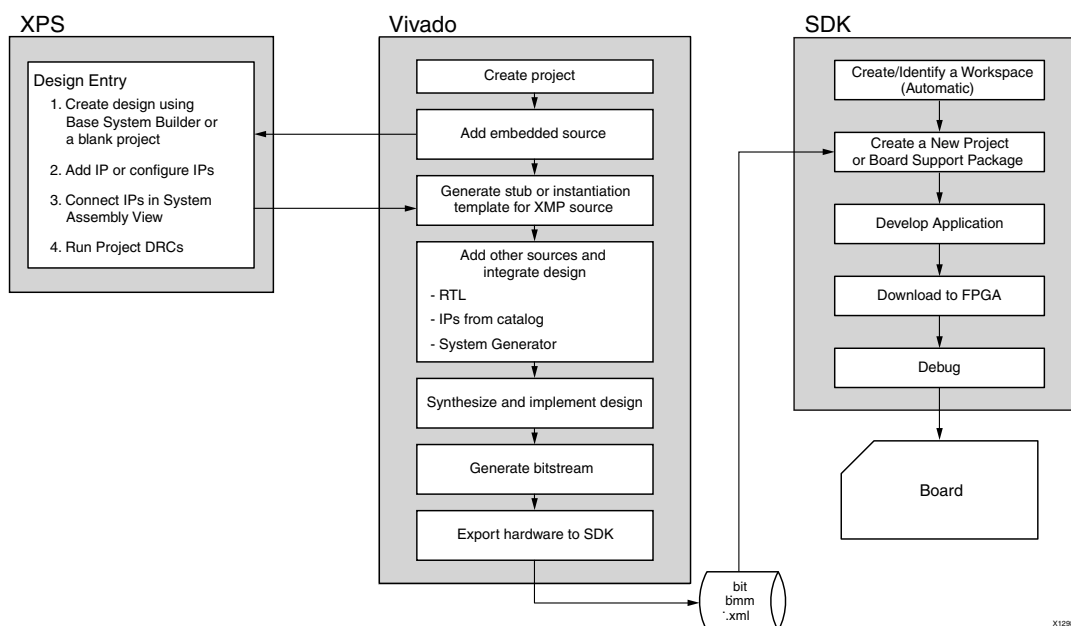 XPS
Design Entry
1. Create design using
Base System Builder or
a blank project
2. Add IP or configure IPs
3. Connect IPs in System
Assembly View
4. Run Project DRCs
Vivado
Create project
Add embedded source
Generate stub or instantiation
template for XMP source
Add other sources and
integrate design
- RTL
- IPs from catalog
- System Generator
Synthesize and implement design
Generate bitstream
Export hardware to SDK
bit
bmm
.xml
SDK
Create/Identify a Workspace
(Automatic)
Create a New Project
or Board Support Package
Develop Application
Download to FPGA
Debug
Board